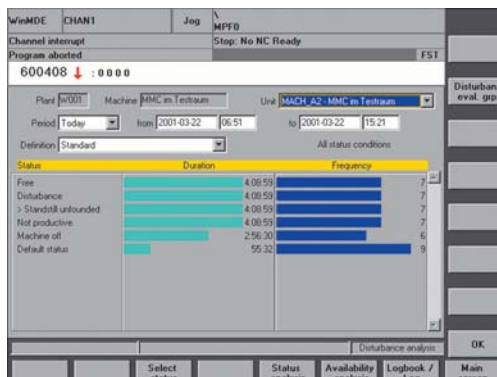 WinMDE CHAN1 Jog \
MPF0
Channel interrupt Stop: No NC Ready
Program aborted FST
600408 ↓ :0000
Disturban
eval. grp
Plant W001 Machine MMC im Testraum Unit MACH_A2 - MMC im Testraum
Period Today from 2001-03-22 06:51 to 2001-03-22 15:21
Definition Standard All status conditions
Status Duration Frequency
Free 4:08:59 7
Disturbance 4:08:59 7
> Standstill unfounded 4:08:59 7
Not productive 4:08:59 7
Machine off 2:56:30 6
Default status 55:32 9
Disturbance analysis
OK
Select Status Availability Logbook / Main